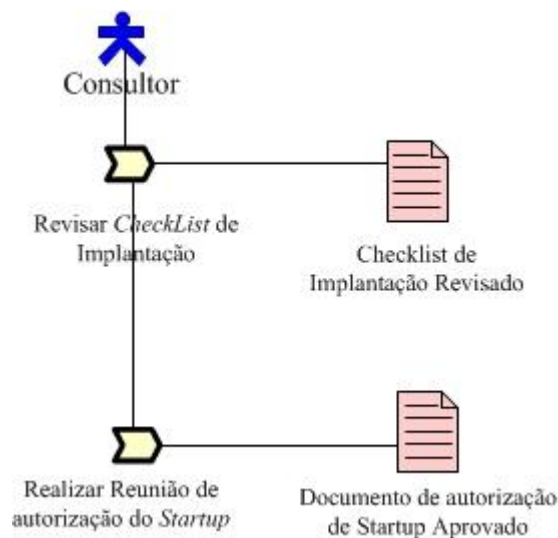 Consultor
Revisar CheckList de
Implantação
Checklist de
Implantação Revisado
Realizar Reunião de
autorização do Startup
Documento de autorização
de Startup Aprovado